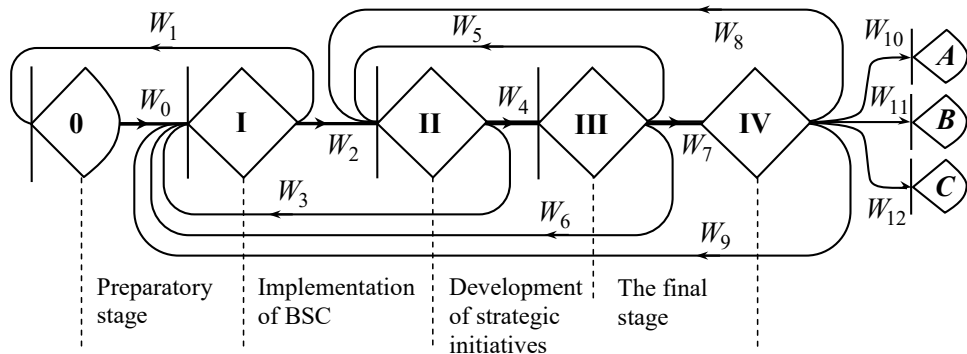 W₁
W₅
W₈
W₁₀
A
0
W₀
I
W₂
II
W₄
III
W₇
IV
W₁₁
B
C
W₃
W₆
W₉
W₁₂
Preparatory
stage
Implementation
of BSC
Development
of strategic
initiatives
The final
stage